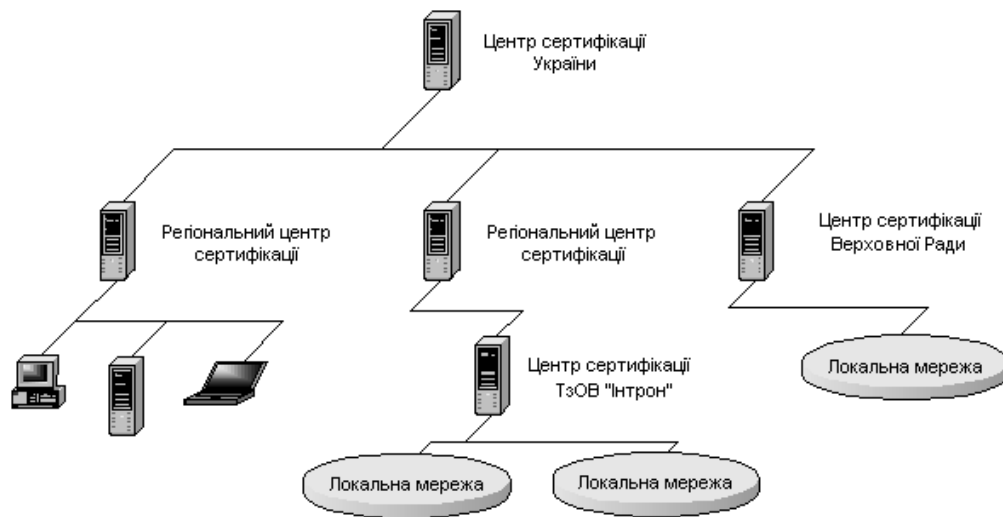 Центр сертифікації
України
Регіональний центр
сертифікації
Регіональний центр
сертифікації
Центр сертифікації
Верховної Ради
Центр сертифікації
ТзОВ "Інтрон"
Локальна мережа
Локальна мережа
Локальна мережа